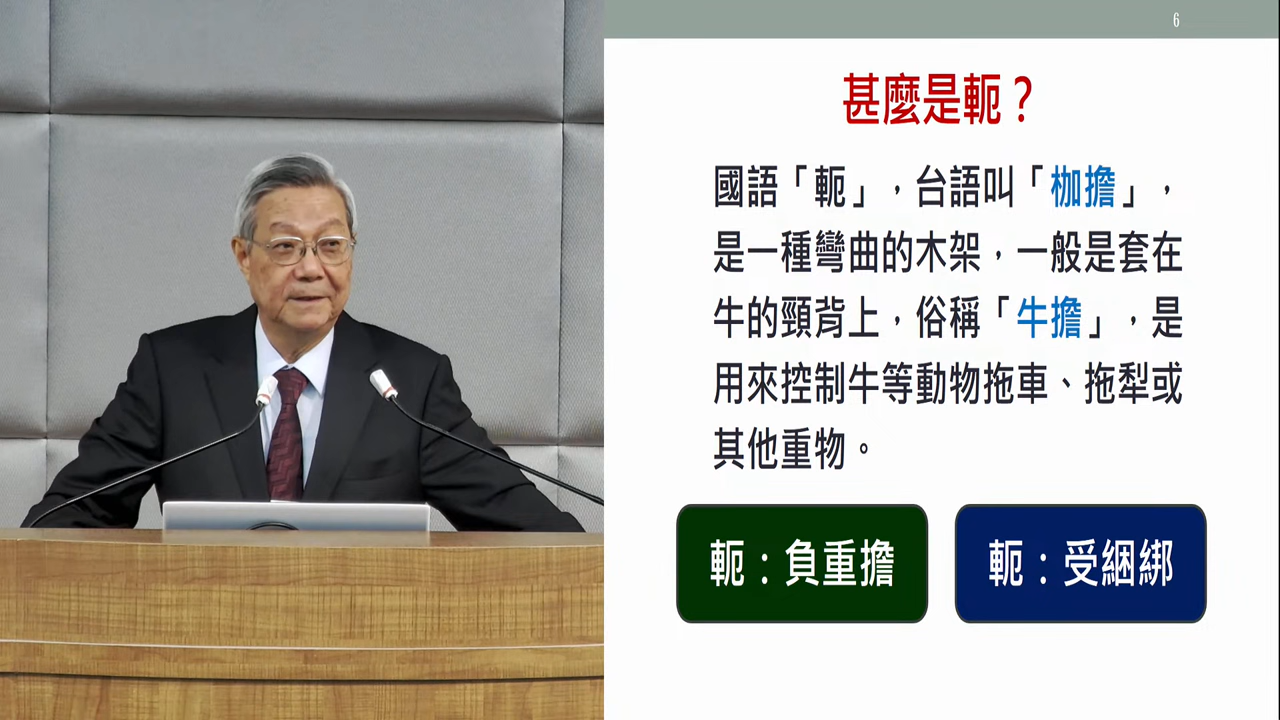 6
甚麼是軛？
國語「軛」，台語叫「枷擔」，
是一種彎曲的木架，一般是套在
牛的頸背上，俗稱「牛擔」，是
用來控制牛等動物拖車、拖犁或
其他重物。
軛：負重擔
軛：受綑綁